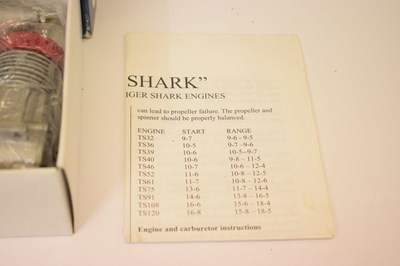 SHARK”
IGER SHARK ENGINES
can lead to propeller failure. The propeller and
spinner should be properly balanced.
ENGINE START RANGE
TS32 9-7 9-6 – 9-5
TS36 10-5 9-7 –9-6
TS39 10-6 10-5--9-7
TS40 10-6 9-8 – 11-5
TS46 10-7 10-6 – 12-4
TS52 11-6 10-8 – 12-5
TS61 11-7 10-8 – 12-6
TS75 13-6 11-7 – 14-4
TS91 14-6 13-4 – 16-5
TS108 16-6 15-6 – 18-4
TS120 16-8 15-8 – 18-5
Engine and carburetor instructions